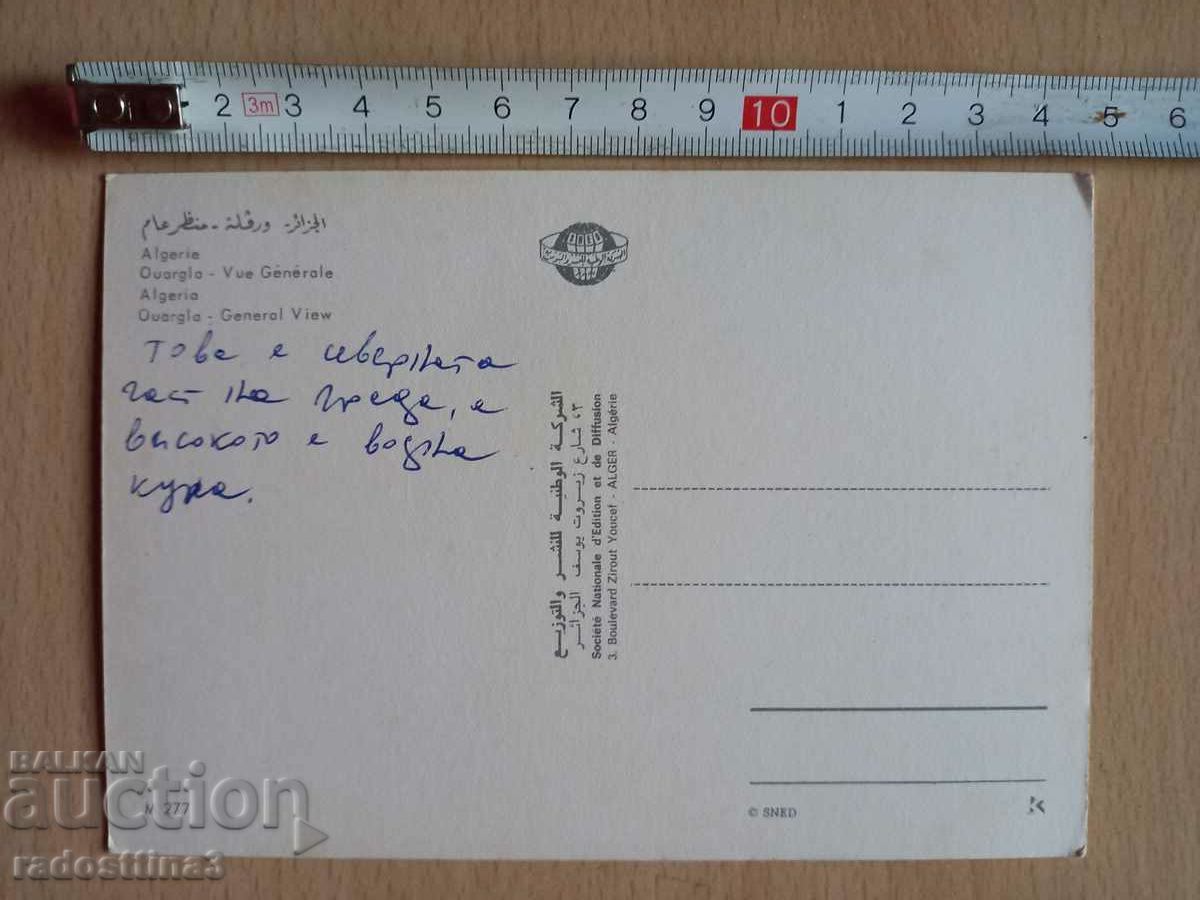 2 3m 3 4 5 6 7 8 9 10 1 2 3 4 5 6
الجزائر - ورقلة - منظر عام
Algerie
Ouargla - Vue Générale
Algeria
Ouargla - General View
Това е северната
част на града, а
високото е водна
кула.
SNED
الشركة الوطنية للنشر والتوزيع
٣، شارع زيروت يوسف الجزائر
Société Nationale d'Edition et de Diffusion
3. Boulevard Zirout Youcef - ALGER - Algérie
277
© SNED
K
BALKAN
auction
radosttiina3